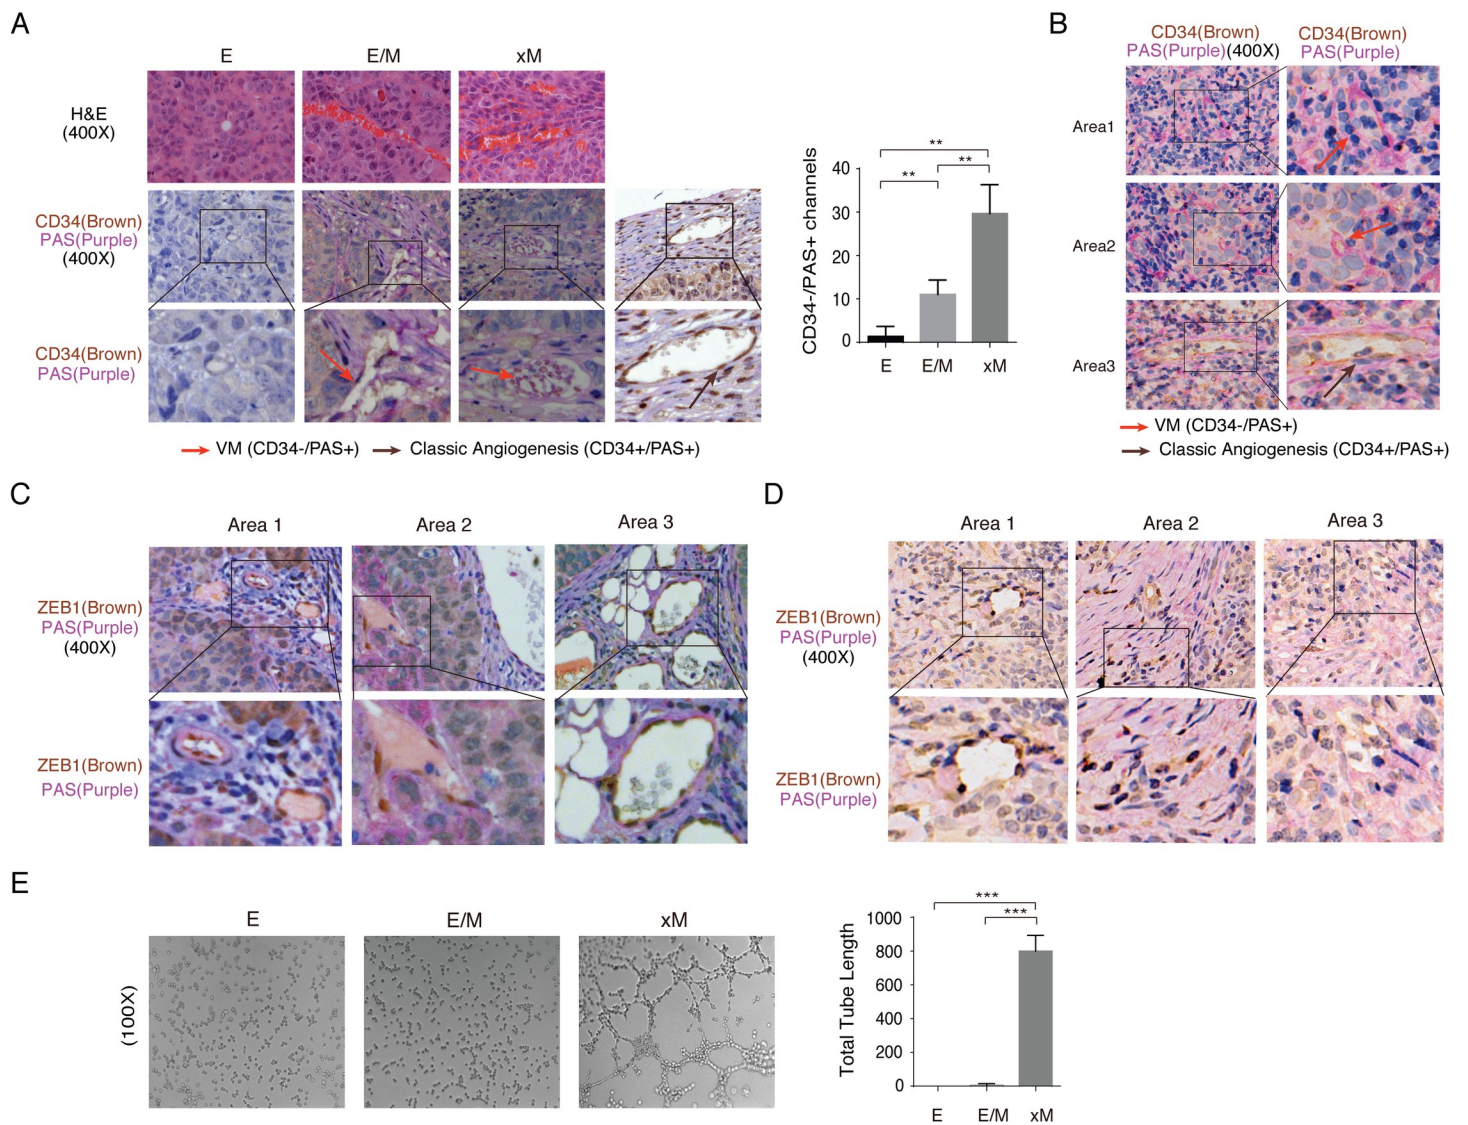 A
E
E/M
xM
H&E
(400X)
CD34(Brown)
PAS(Purple)
(400X)
CD34(Brown)
PAS(Purple)
VM (CD34-/PAS+)
Classic Angiogenesis (CD34+/PAS+)
CD34-/PAS+ channels
40
30
20
10
0
**
**
**
E
E/M
xM
B
CD34(Brown)
PAS(Purple)(400X)
CD34(Brown)
PAS(Purple)
Area1
Area2
Area3
VM (CD34-/PAS+)
Classic Angiogenesis (CD34+/PAS+)
C
Area 1
Area 2
Area 3
ZEB1(Brown)
PAS(Purple)
(400X)
ZEB1(Brown)
PAS(Purple)
D
Area 1
Area 2
Area 3
ZEB1(Brown)
PAS(Purple)
(400X)
ZEB1(Brown)
PAS(Purple)
E
E
E/M
xM
(100X)
Total Tube Length
1000
800
600
400
200
0
***
***
E
E/M
xM